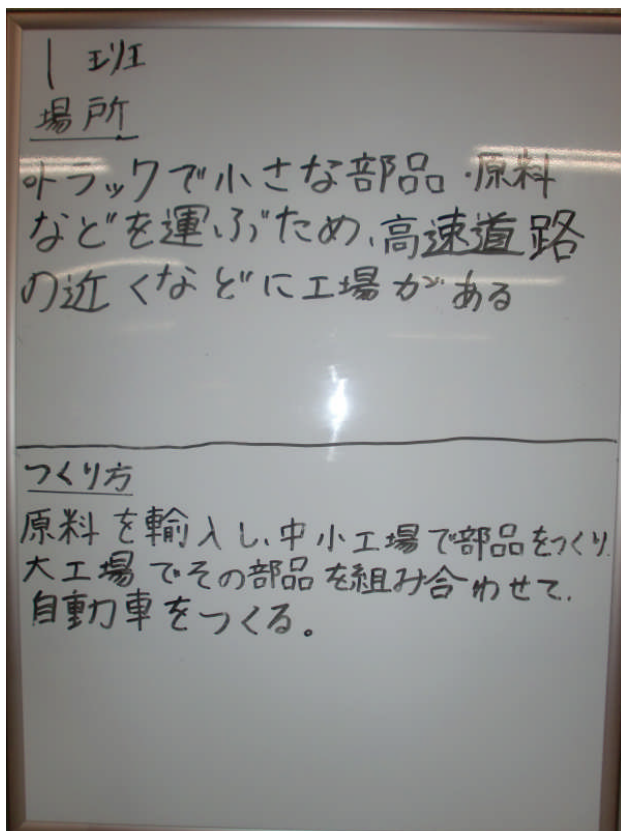 1班
場所
トラックで小さな部品・原料
などを運ぶため、高速道路
の近くなどに工場がある
つくり方
原料を輸入し、中小工場で部品をつくり、
大工場でその部品を組み合わせて、
自動車をつくる。